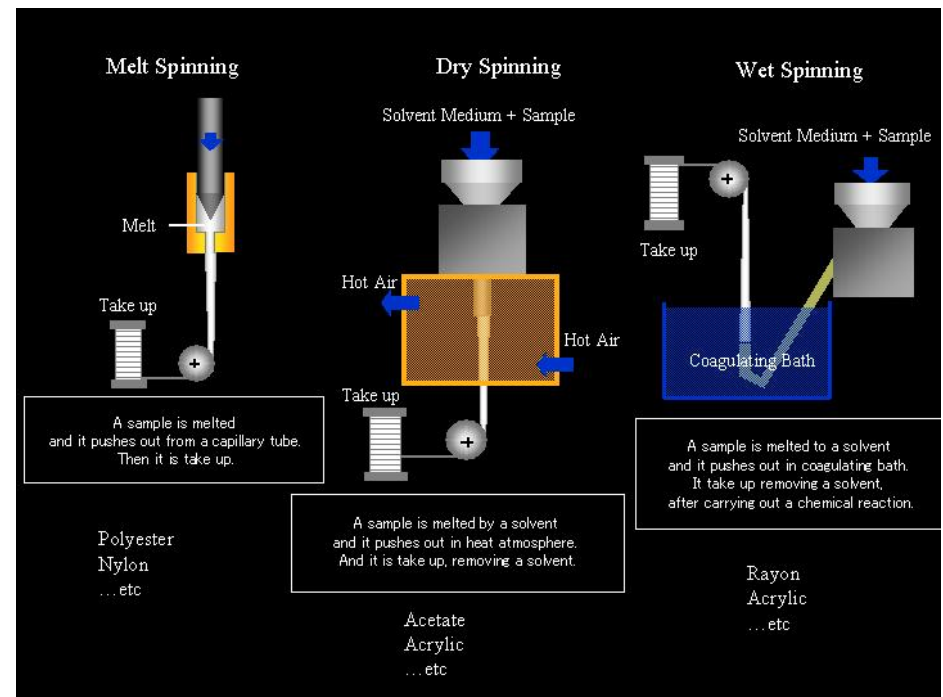 Melt Spinning
Melt
Take up
A sample is melted
and it pushes out from a capillary tube.
Then it is take up.
Polyester
Nylon
...etc
Dry Spinning
Solvent Medium + Sample
Hot Air
Hot Air
Take up
A sample is melted by a solvent
and it pushes out in heat atmosphere.
And it is take up, removing a solvent.
Acetate
Acrylic
...etc
Wet Spinning
Solvent Medium + Sample
Take up
Coagulating Bath
A sample is melted to a solvent
and it pushes out in coagulating bath.
It take up removing a solvent,
after carrying out a chemical reaction.
Rayon
Acrylic
...etc